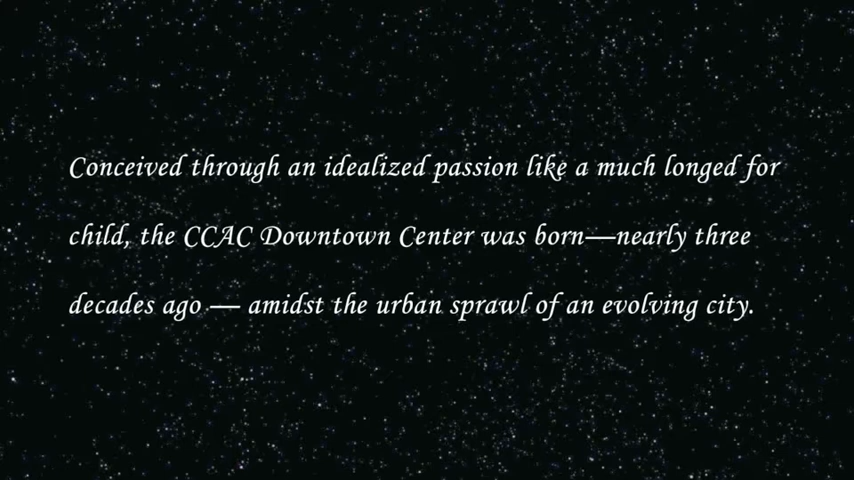 Conceived through an idealized passion like a much longed for
child, the CCAC Downtown Center was born—nearly three
decades ago — amidst the urban sprawl of an evolving city.